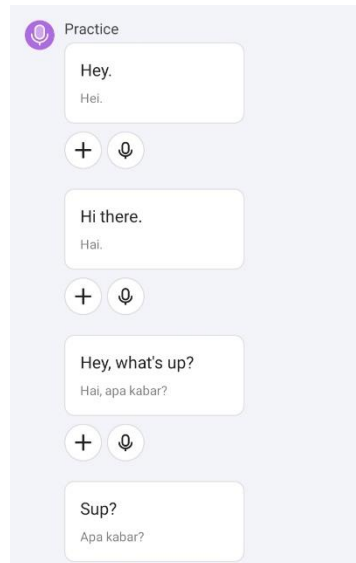 Practice
Hey.
Hei.
Hi there.
Hai.
Hey, what's up?
Hai, apa kabar?
Sup?
Apa kabar?